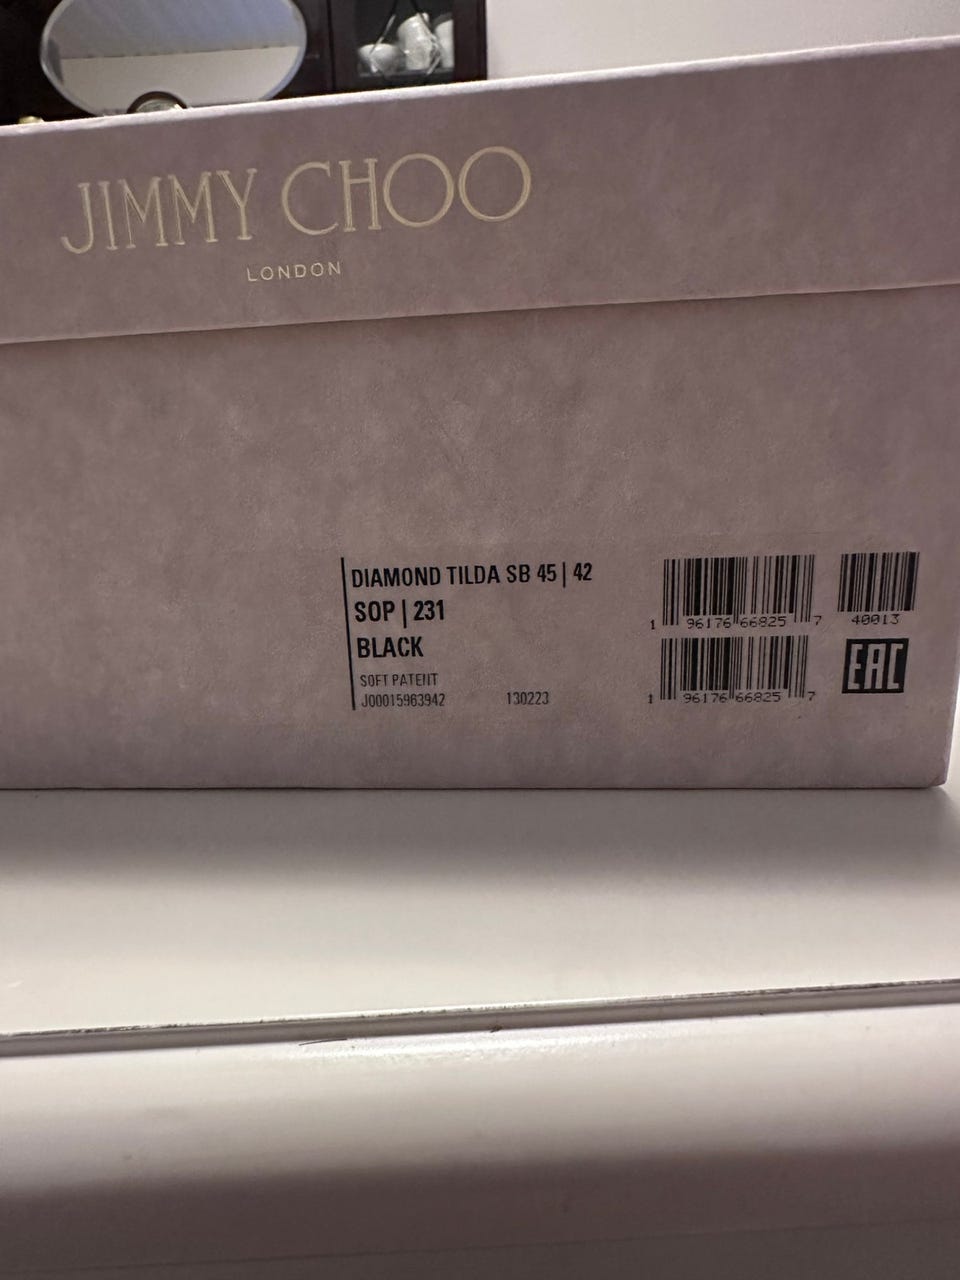 JIMMY CHOO
LONDON
DIAMOND TILDA SB 45 | 42
SOP | 231
BLACK
SOFT PATENT
J00015963942 130223
1 96176 66825 7
40013
1 96176 66825 7
EAC